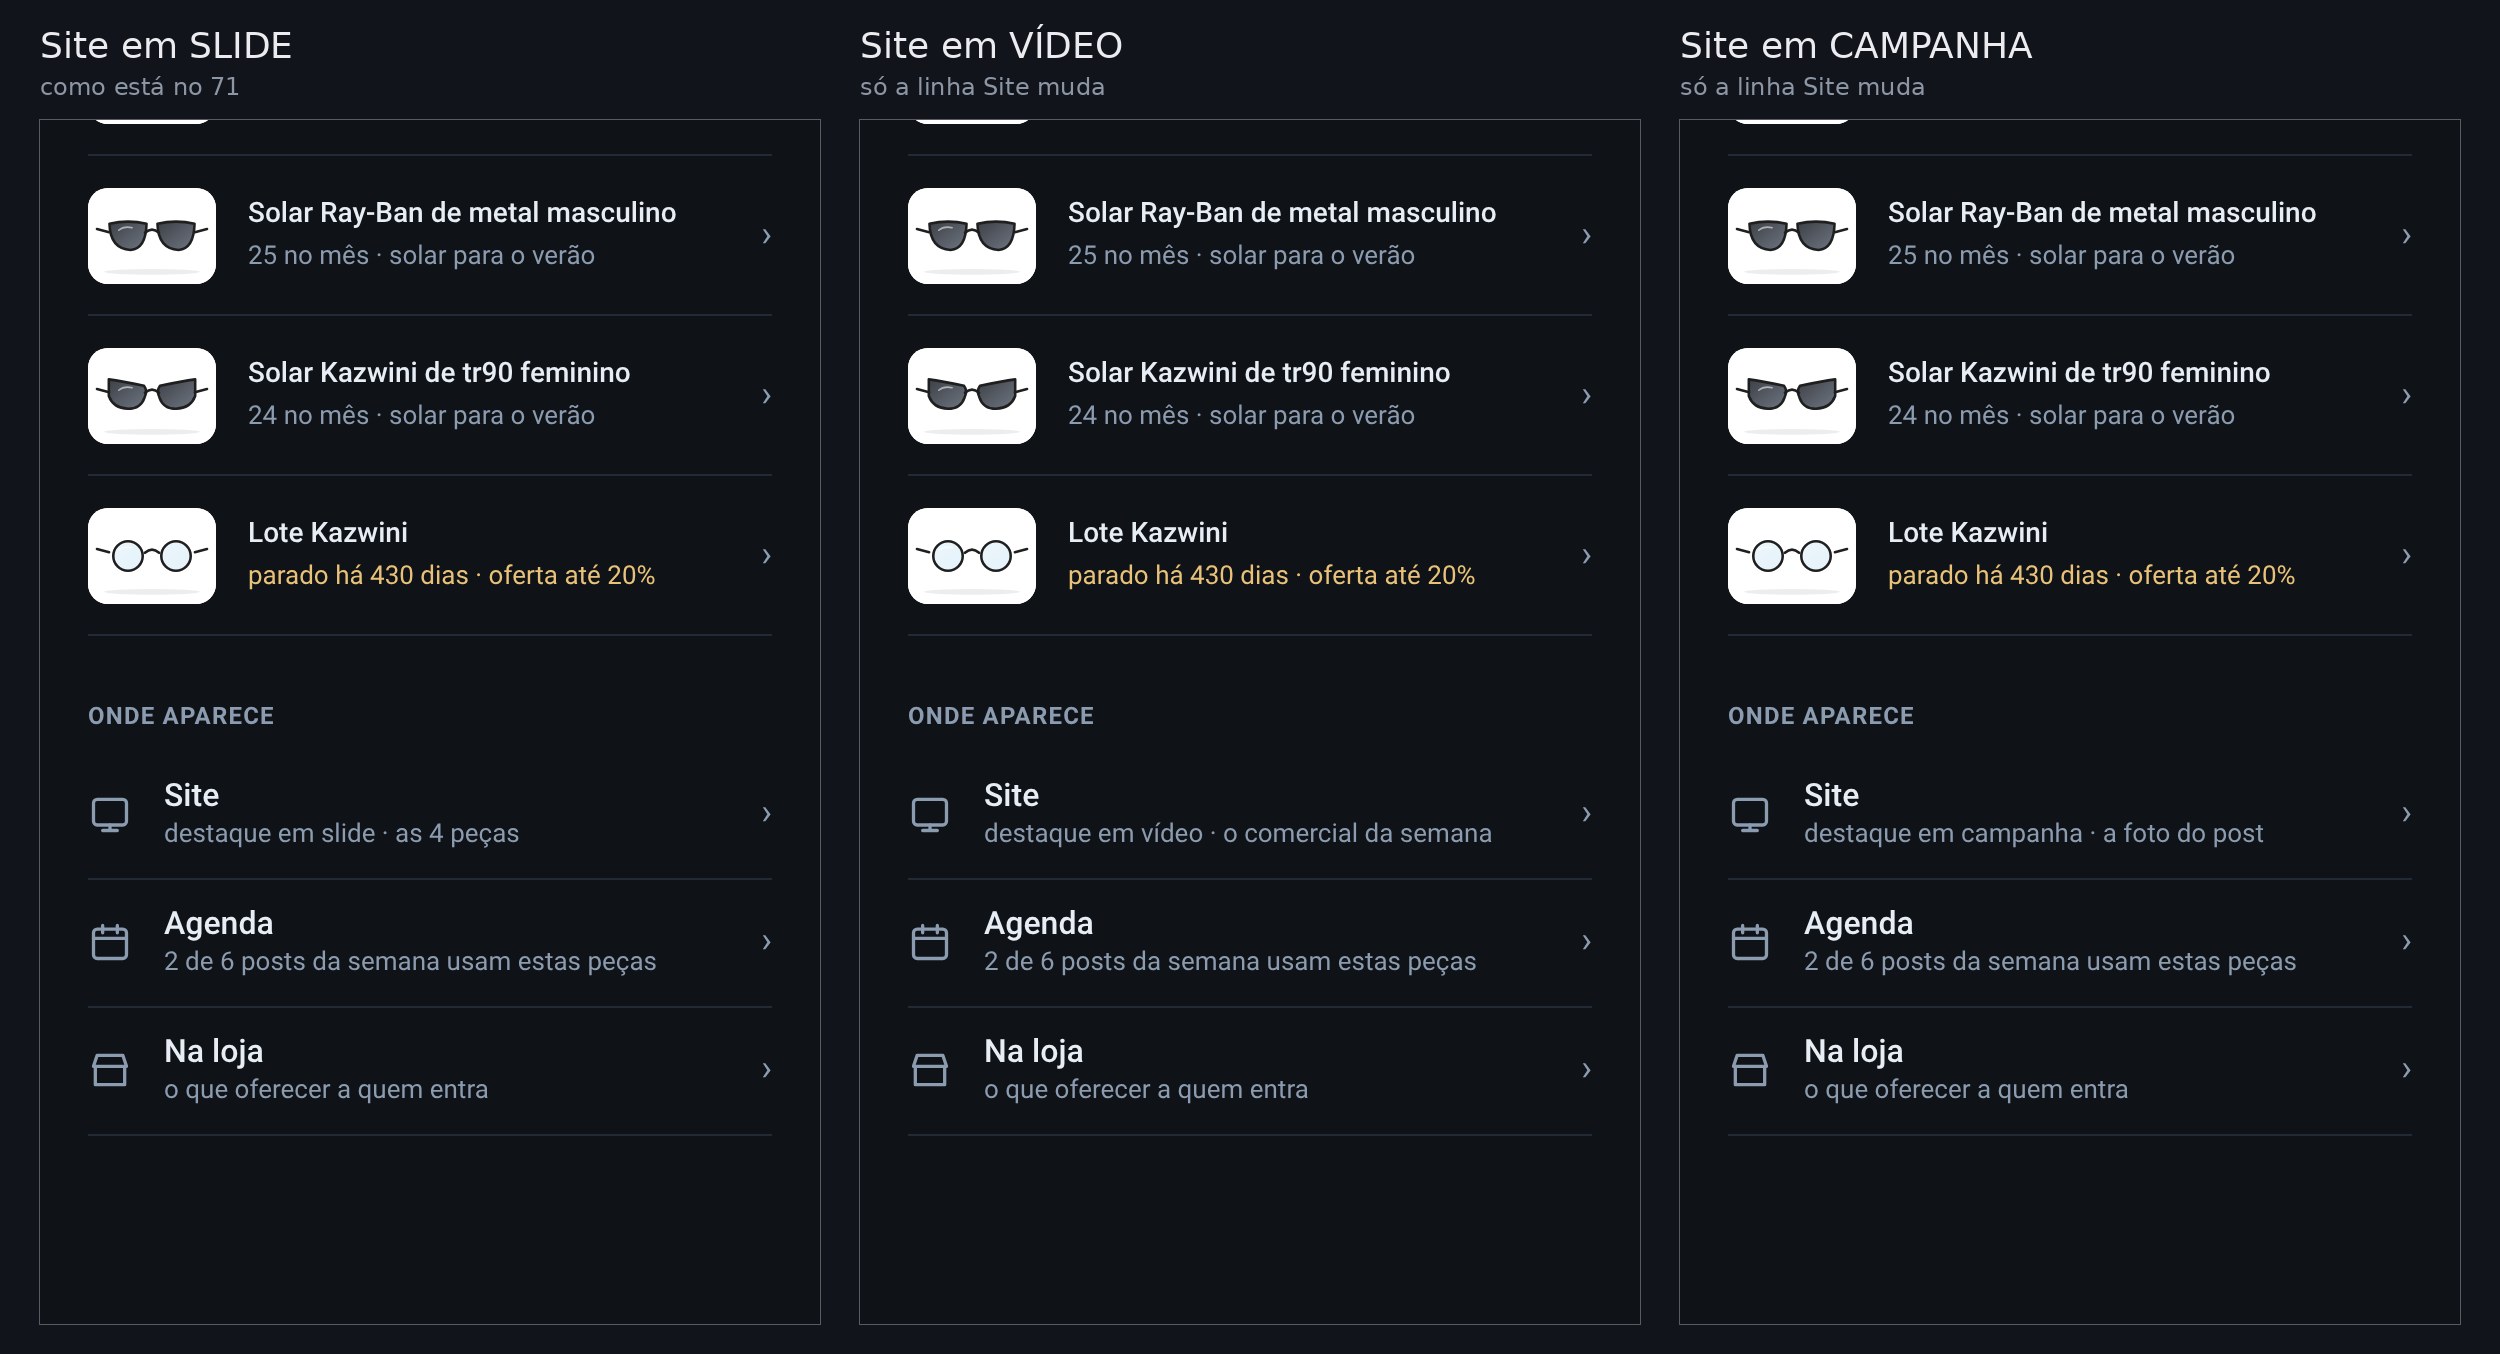 Site em SLIDE
como está no 71
Solar Ray-Ban de metal masculino
25 no mês · solar para o verão
Solar Kazwini de tr90 feminino
24 no mês · solar para o verão
Lote Kazwini
parado há 430 dias · oferta até 20%
ONDE APARECE
Site
destaque em slide · as 4 peças
Agenda
2 de 6 posts da semana usam estas peças
Na loja
o que oferecer a quem entra
Site em VÍDEO
só a linha Site muda
Solar Ray-Ban de metal masculino
25 no mês · solar para o verão
Solar Kazwini de tr90 feminino
24 no mês · solar para o verão
Lote Kazwini
parado há 430 dias · oferta até 20%
ONDE APARECE
Site
destaque em vídeo · o comercial da semana
Agenda
2 de 6 posts da semana usam estas peças
Na loja
o que oferecer a quem entra
Site em CAMPANHA
só a linha Site muda
Solar Ray-Ban de metal masculino
25 no mês · solar para o verão
Solar Kazwini de tr90 feminino
24 no mês · solar para o verão
Lote Kazwini
parado há 430 dias · oferta até 20%
ONDE APARECE
Site
destaque em campanha · a foto do post
Agenda
2 de 6 posts da semana usam estas peças
Na loja
o que oferecer a quem entra